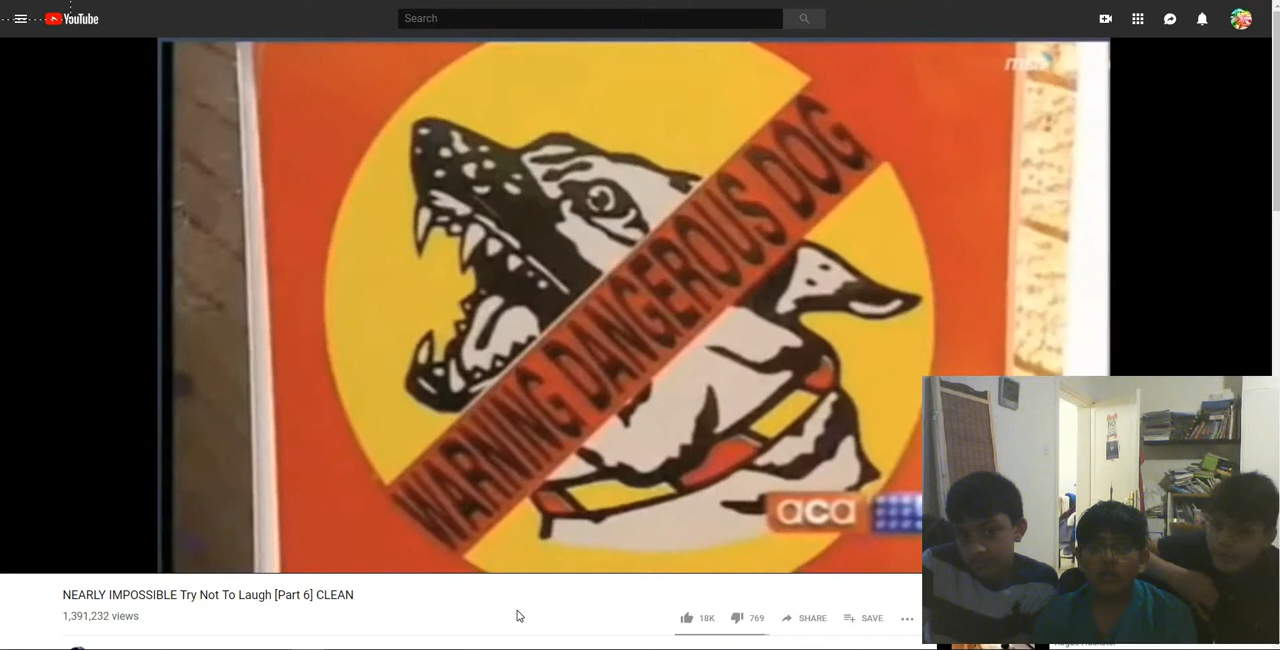 YouTube
Search
WARNING DANGEROUS DOG
aca
NEARLY IMPOSSIBLE Try Not To Laugh [Part 6] CLEAN
1,391,232 views
18K
769
SHARE
SAVE